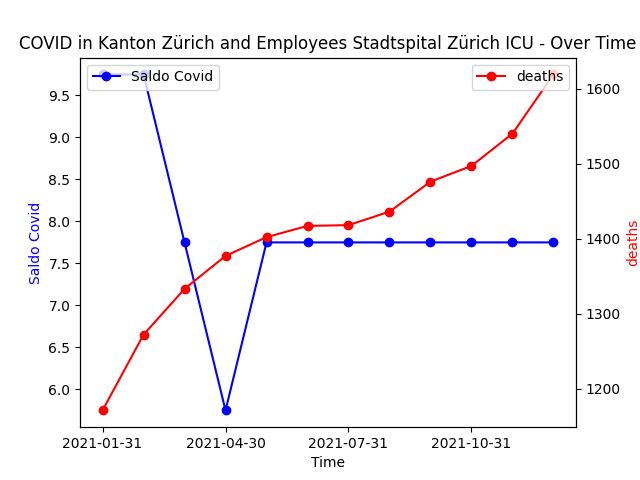 COVID in Kanton Zürich and Employees Stadtspital Zürich ICU - Over Time
Saldo Covid
deaths
9.5
9.0
8.5
8.0
7.5
7.0
6.5
6.0
Saldo Covid
1600
1500
1400
1300
1200
deaths
2021-01-31
2021-04-30
2021-07-31
2021-10-31
Time